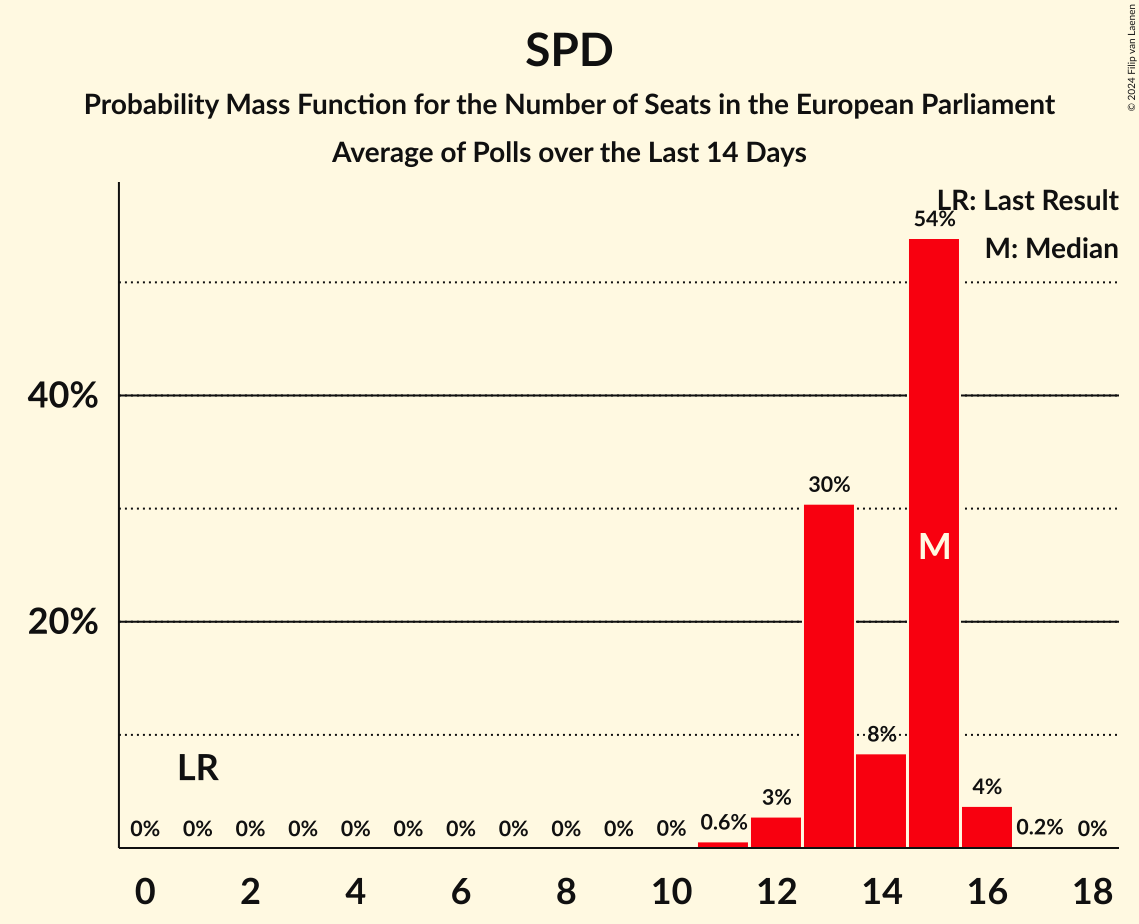 SPD
Probability Mass Function for the Number of Seats in the European Parliament
Average of Polls over the Last 14 Days
© 2024 Filip van Laenen
LR: Last Result
M: Median
54%
40%
30%
M
20%
8%
LR
4%
3%
0% 0% 0% 0% 0% 0% 0% 0% 0% 0% 0% 0.6% 0.2% 0%
0 2 4 6 8 10 12 14 16 18